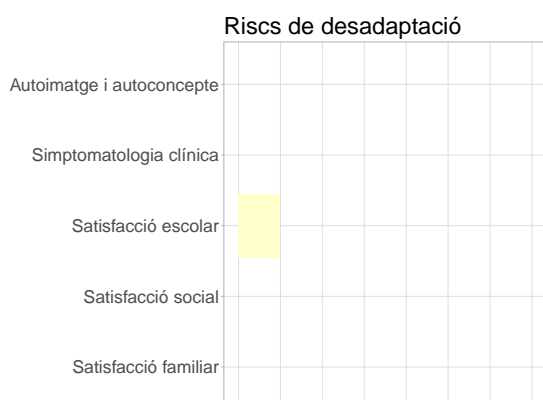 Riscs de desadaptació
Autoimatge i autoconcepte
Simptomatologia clínica
Satisfacció escolar
Satisfacció social
Satisfacció familiar